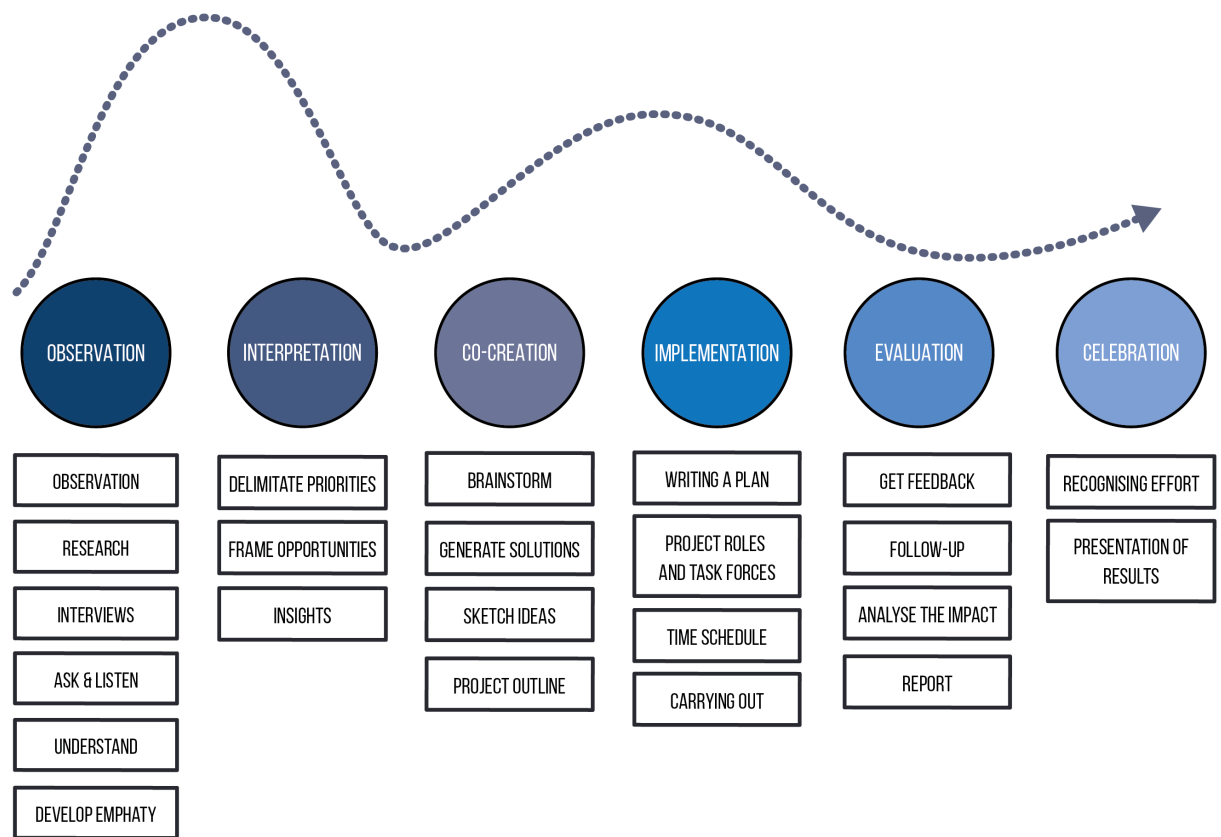 OBSERVATION
INTERPRETATION
CO-CREATION
IMPLEMENTATION
EVALUATION
CELEBRATION
OBSERVATION
RESEARCH
INTERVIEWS
ASK & LISTEN
UNDERSTAND
DEVELOP EMPHATY
DELIMITATE PRIORITIES
FRAME OPPORTUNITIES
INSIGHTS
BRAINSTORM
GENERATE SOLUTIONS
SKETCH IDEAS
PROJECT OUTLINE
WRITING A PLAN
PROJECT ROLES
AND TASK FORCES
TIME SCHEDULE
CARRYING OUT
GET FEEDBACK
FOLLOW-UP
ANALYSE THE IMPACT
REPORT
RECOGNISING EFFORT
PRESENTATION OF
RESULTS